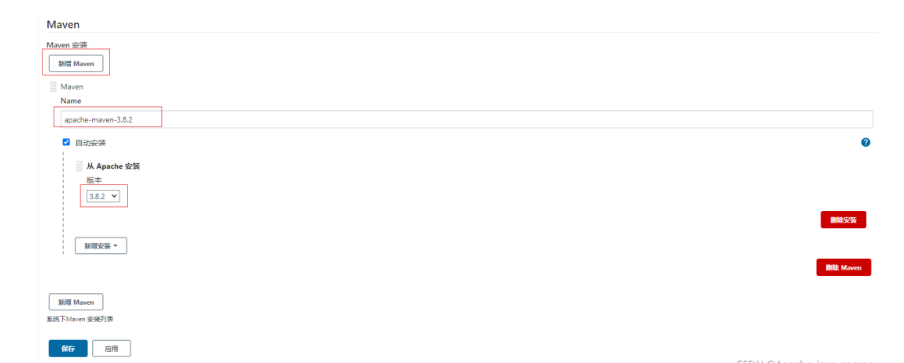 Maven
Maven 安装
新增 Maven
Maven
Name
apache-maven-3.8.2
自动安装
?
从 Apache 安装
版本
3.8.2
删除安装
新增安装
删除 Maven
新增 Maven
系统下Maven 安装列表
保存
应用